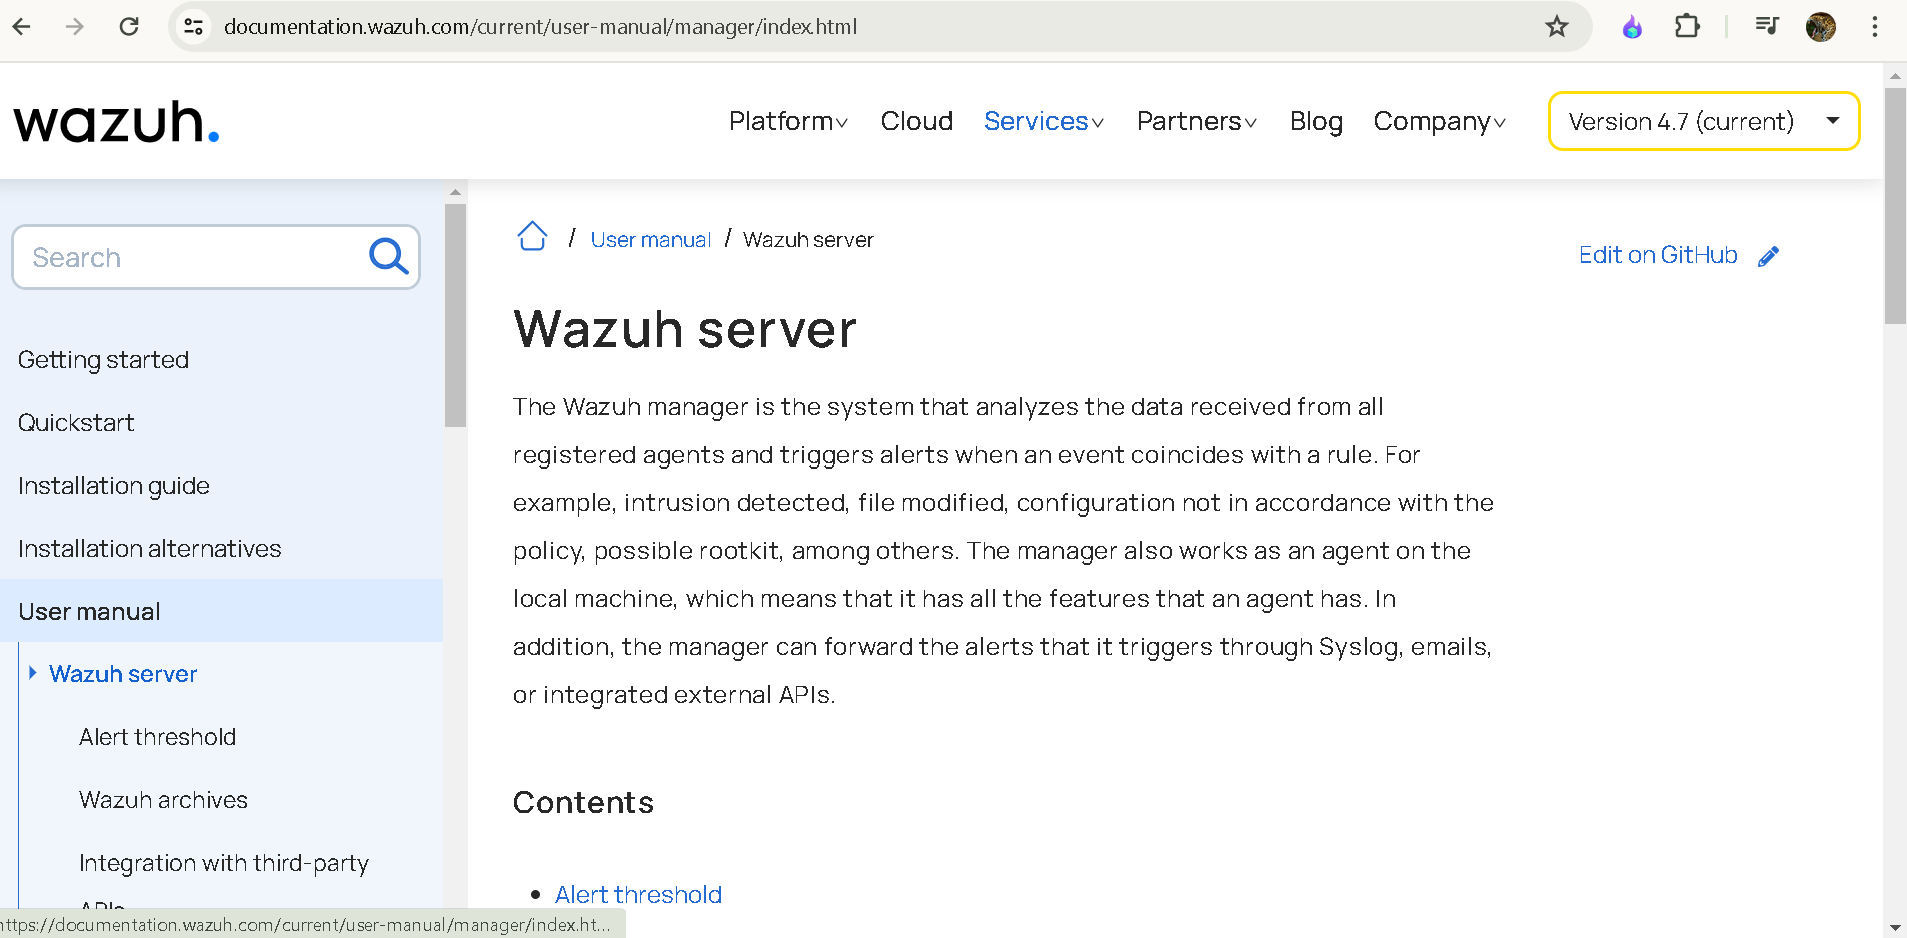 documentation.wazuh.com/current/user-manual/manager/index.html
wazuh.
Platform
Cloud
Services
Partners
Blog
Company
Version 4.7 (current)
Search
Getting started
Quickstart
Installation guide
Installation alternatives
User manual
Wazuh server
Alert threshold
Wazuh archives
Integration with third-party
APIs
/ User manual / Wazuh server
Edit on GitHub
Wazuh server
The Wazuh manager is the system that analyzes the data received from all
registered agents and triggers alerts when an event coincides with a rule. For
example, intrusion detected, file modified, configuration not in accordance with the
policy, possible rootkit, among others. The manager also works as an agent on the
local machine, which means that it has all the features that an agent has. In
addition, the manager can forward the alerts that it triggers through Syslog, emails,
or integrated external APIs.
Contents
• Alert threshold
https://documentation.wazuh.com/current/user-manual/manager/index.ht...